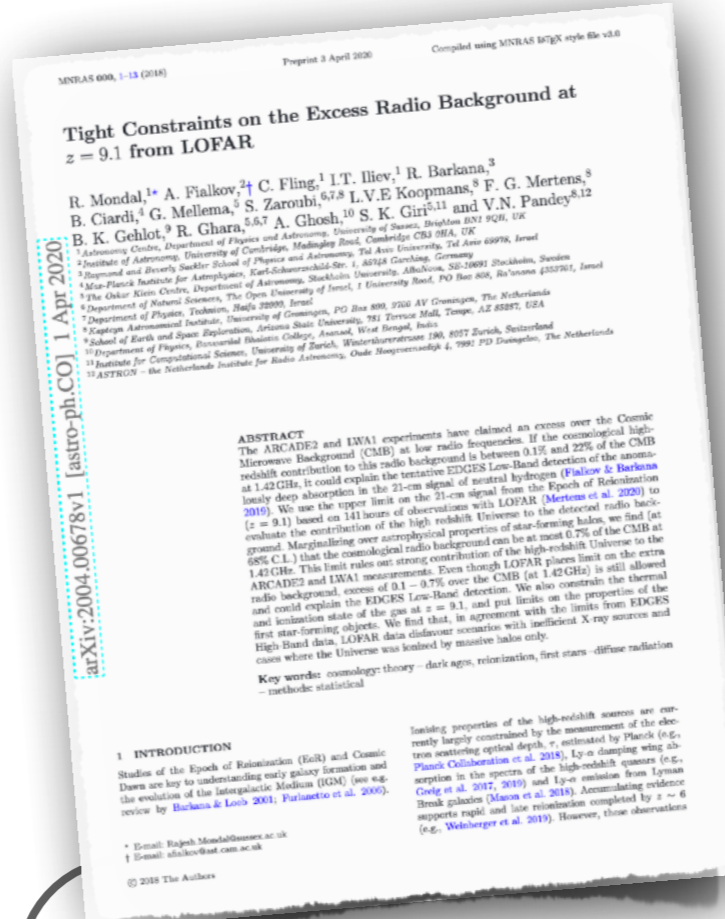 MNRAS 000, 1–13 (2018)
Preprint 3 April 2020
Compiled using MNRAS LATEX style file v3.0
Tight Constraints on the Excess Radio Background at
z = 9.1 from LOFAR
R. Mondal,1* A. Fialkov,2† C. Fling,1 I.T. Iliev,1 R. Barkana,3
B. Ciardi,4 G. Mellema,5 S. Zaroubi,6,7,8 L.V.E Koopmans,8 F. G. Mertens,8
B. K. Gehlot,9 R. Ghara,5,6,7 A. Ghosh,10 S. K. Giri5,11 and V.N. Pandey8,12
1 Astronomy Centre, Department of Physics and Astronomy, University of Sussex, Brighton BN1 9QH, UK
2 Institute of Astronomy, University of Cambridge, Madingley Road, Cambridge CB3 0HA, UK
3 Raymond and Beverly Sackler School of Physics and Astronomy, Tel Aviv University, Tel Aviv 69978, Israel
4 Max-Planck Institute for Astrophysics, Karl-Schwarzschild-Str. 1, 85748 Garching, Germany
5 The Oskar Klein Centre, Department of Astronomy, Stockholm University, AlbaNova, SE-10691 Stockholm, Sweden
6 Department of Natural Sciences, The Open University of Israel, 1 University Road, PO Box 808, Ra'anana 4353701, Israel
7 Department of Physics, Technion, Haifa 32000, Israel
8 Kapteyn Astronomical Institute, University of Groningen, PO Box 800, 9700 AV Groningen, The Netherlands
9 School of Earth and Space Exploration, Arizona State University, 781 Terrace Mall, Tempe, AZ 85287, USA
10 Department of Physics, Banwarilal Bhalotia College, Asansol, West Bengal, India
11 Institute for Computational Science, University of Zurich, Winterthurerstrasse 190, 8057 Zurich, Switzerland
12 ASTRON – the Netherlands Institute for Radio Astronomy, Oude Hoogeveensedijk 4, 7991 PD Dwingeloo, The Netherlands
arXiv:2004.00678v1 [astro-ph.CO] 1 Apr 2020
ABSTRACT
The ARCADE2 and LWA1 experiments have claimed an excess over the Cosmic
Microwave Background (CMB) at low radio frequencies. If the cosmological high-
redshift contribution to this radio background is between 0.1% and 22% of the CMB
at 1.42 GHz, it could explain the tentative EDGES Low-Band detection of the anoma-
lously deep absorption in the 21-cm signal of neutral hydrogen (Fialkov & Barkana
2019). We use the upper limit on the 21-cm signal from the Epoch of Reionization
(z = 9.1) based on 141 hours of observations with LOFAR (Mertens et al. 2020) to
evaluate the contribution of the high redshift Universe to the detected radio back-
ground. Marginalizing over astrophysical properties of star-forming halos, we find (at
68% C.L.) that the cosmological radio background can be at most 0.7% of the CMB at
1.42 GHz. This limit rules out strong contribution of the high-redshift Universe to the
ARCADE2 and LWA1 measurements. Even though LOFAR places limit on the extra
radio background, excess of 0.1 − 0.7% over the CMB (at 1.42 GHz) is still allowed
and could explain the EDGES Low-Band detection. We also constrain the thermal
and ionization state of the gas at z = 9.1, and put limits on the properties of the
first star-forming objects. We find that, in agreement with the limits from EDGES
High-Band data, LOFAR data disfavour scenarios with inefficient X-ray sources and
cases where the Universe was ionized by massive halos only.
Key words: cosmology: theory – dark ages, reionization, first stars – diffuse radiation
– methods: statistical
1 INTRODUCTION
Studies of the Epoch of Reionization (EoR) and Cosmic
Dawn are key to understanding early galaxy formation and
the evolution of the Intergalactic Medium (IGM) (see e.g.
review by Barkana & Loeb 2001; Furlanetto et al. 2006).
* E-mail: Rajesh.Mondal@sussex.ac.uk
† E-mail: afialkov@ast.cam.ac.uk
© 2018 The Authors
Ionising properties of the high-redshift sources are cur-
rently largely constrained by the measurement of the elec-
tron scattering optical depth, τ, estimated by Planck (e.g.,
Planck Collaboration et al. 2018), Ly-α damping wing ab-
sorption in the spectra of the high-redshift quasars (e.g.,
Greig et al. 2017, 2019) and Ly-α emission from Lyman
Break galaxies (Mason et al. 2018). Accumulating evidence
supports rapid and late reionization completed by z ∼ 6
(e.g., Weinberger et al. 2019). However, these observations